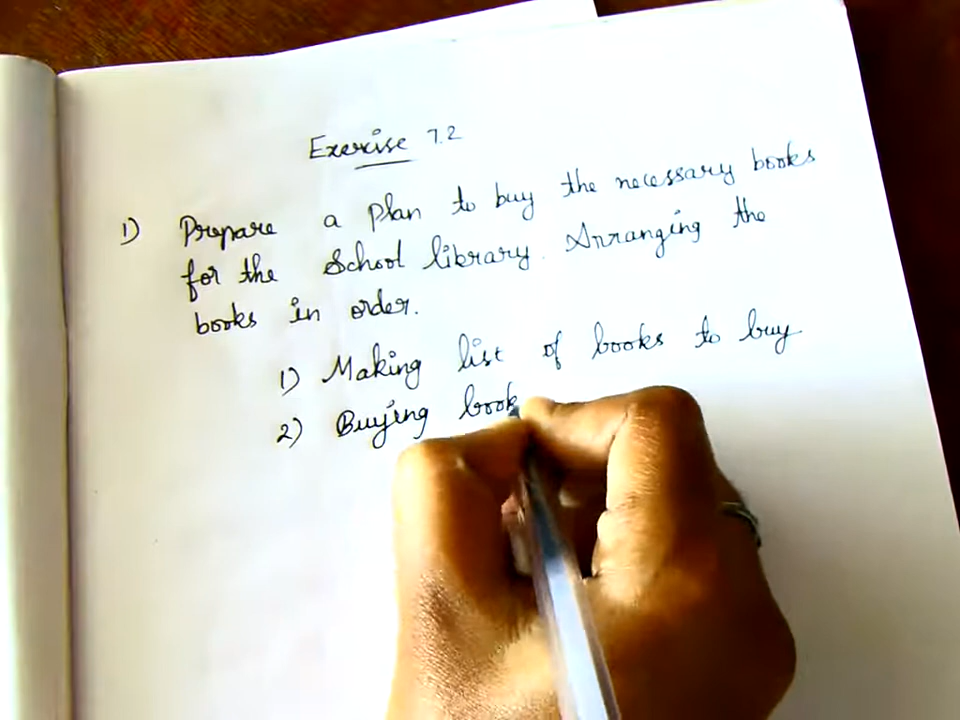 Exercise 7.2
1) Prepare a plan to buy the necessary books
for the School library. Arranging the
books in order.
1) Making list of books to buy
2) Buying book